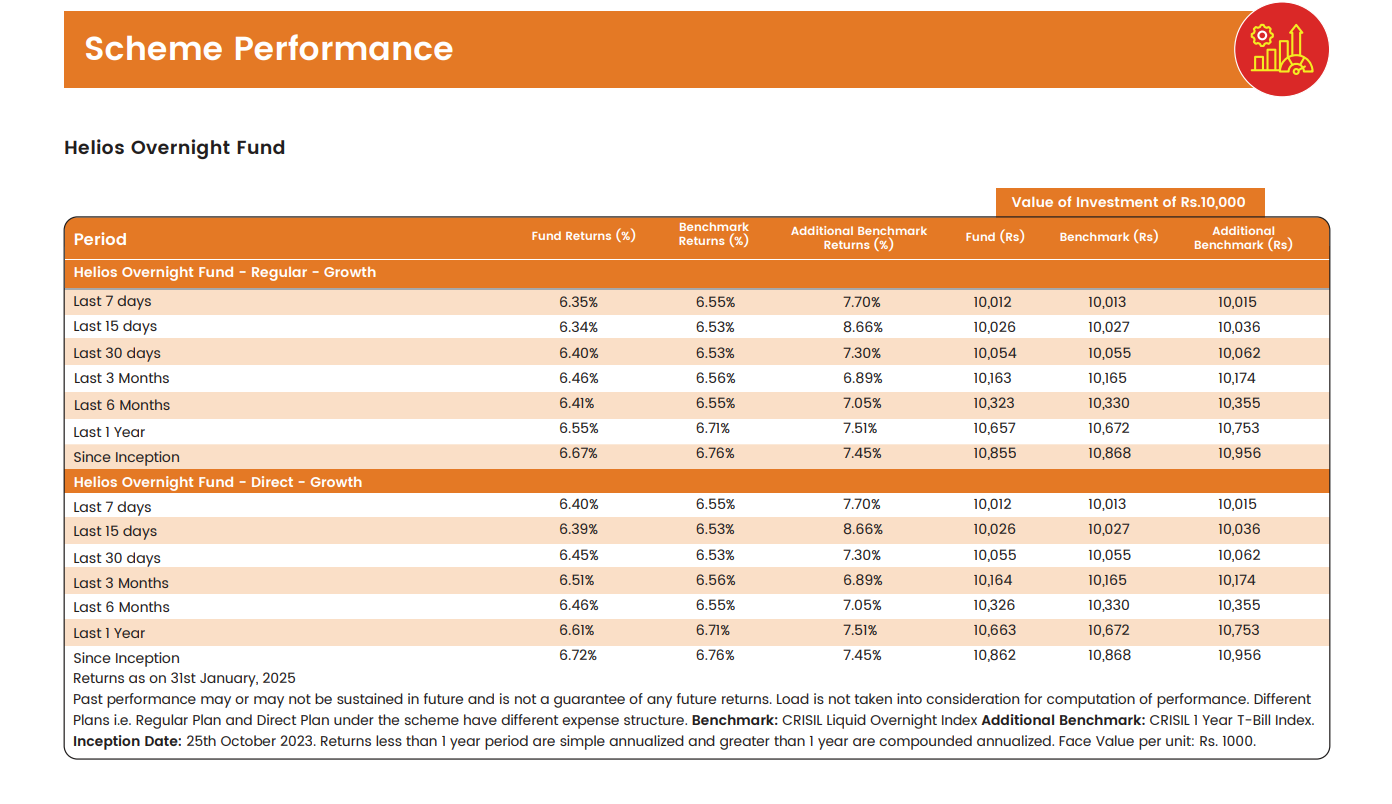 Scheme Performance
Helios Overnight Fund
Value of Investment of Rs.10,000
Period Fund Returns (%) Benchmark Returns (%) Additional Benchmark Returns (%) Fund (Rs) Benchmark (Rs) Additional Benchmark (Rs)
Helios Overnight Fund - Regular - Growth
Last 7 days 6.35% 6.55% 7.70% 10,012 10,013 10,015
Last 15 days 6.34% 6.53% 8.66% 10,026 10,027 10,036
Last 30 days 6.40% 6.53% 7.30% 10,054 10,055 10,062
Last 3 Months 6.46% 6.56% 6.89% 10,163 10,165 10,174
Last 6 Months 6.41% 6.55% 7.05% 10,323 10,330 10,355
Last 1 Year 6.55% 6.71% 7.51% 10,657 10,672 10,753
Since Inception 6.67% 6.76% 7.45% 10,855 10,868 10,956
Helios Overnight Fund - Direct - Growth
Last 7 days 6.40% 6.55% 7.70% 10,012 10,013 10,015
Last 15 days 6.39% 6.53% 8.66% 10,026 10,027 10,036
Last 30 days 6.45% 6.53% 7.30% 10,055 10,055 10,062
Last 3 Months 6.51% 6.56% 6.89% 10,164 10,165 10,174
Last 6 Months 6.46% 6.55% 7.05% 10,326 10,330 10,355
Last 1 Year 6.61% 6.71% 7.51% 10,663 10,672 10,753
Since Inception 6.72% 6.76% 7.45% 10,862 10,868 10,956
Returns as on 31st January, 2025
Past performance may or may not be sustained in future and is not a guarantee of any future returns. Load is not taken into consideration for computation of performance. Different
Plans i.e. Regular Plan and Direct Plan under the scheme have different expense structure. Benchmark: CRISIL Liquid Overnight Index Additional Benchmark: CRISIL 1 Year T-Bill Index.
Inception Date: 25th October 2023. Returns less than 1 year period are simple annualized and greater than 1 year are compounded annualized. Face Value per unit: Rs. 1000.